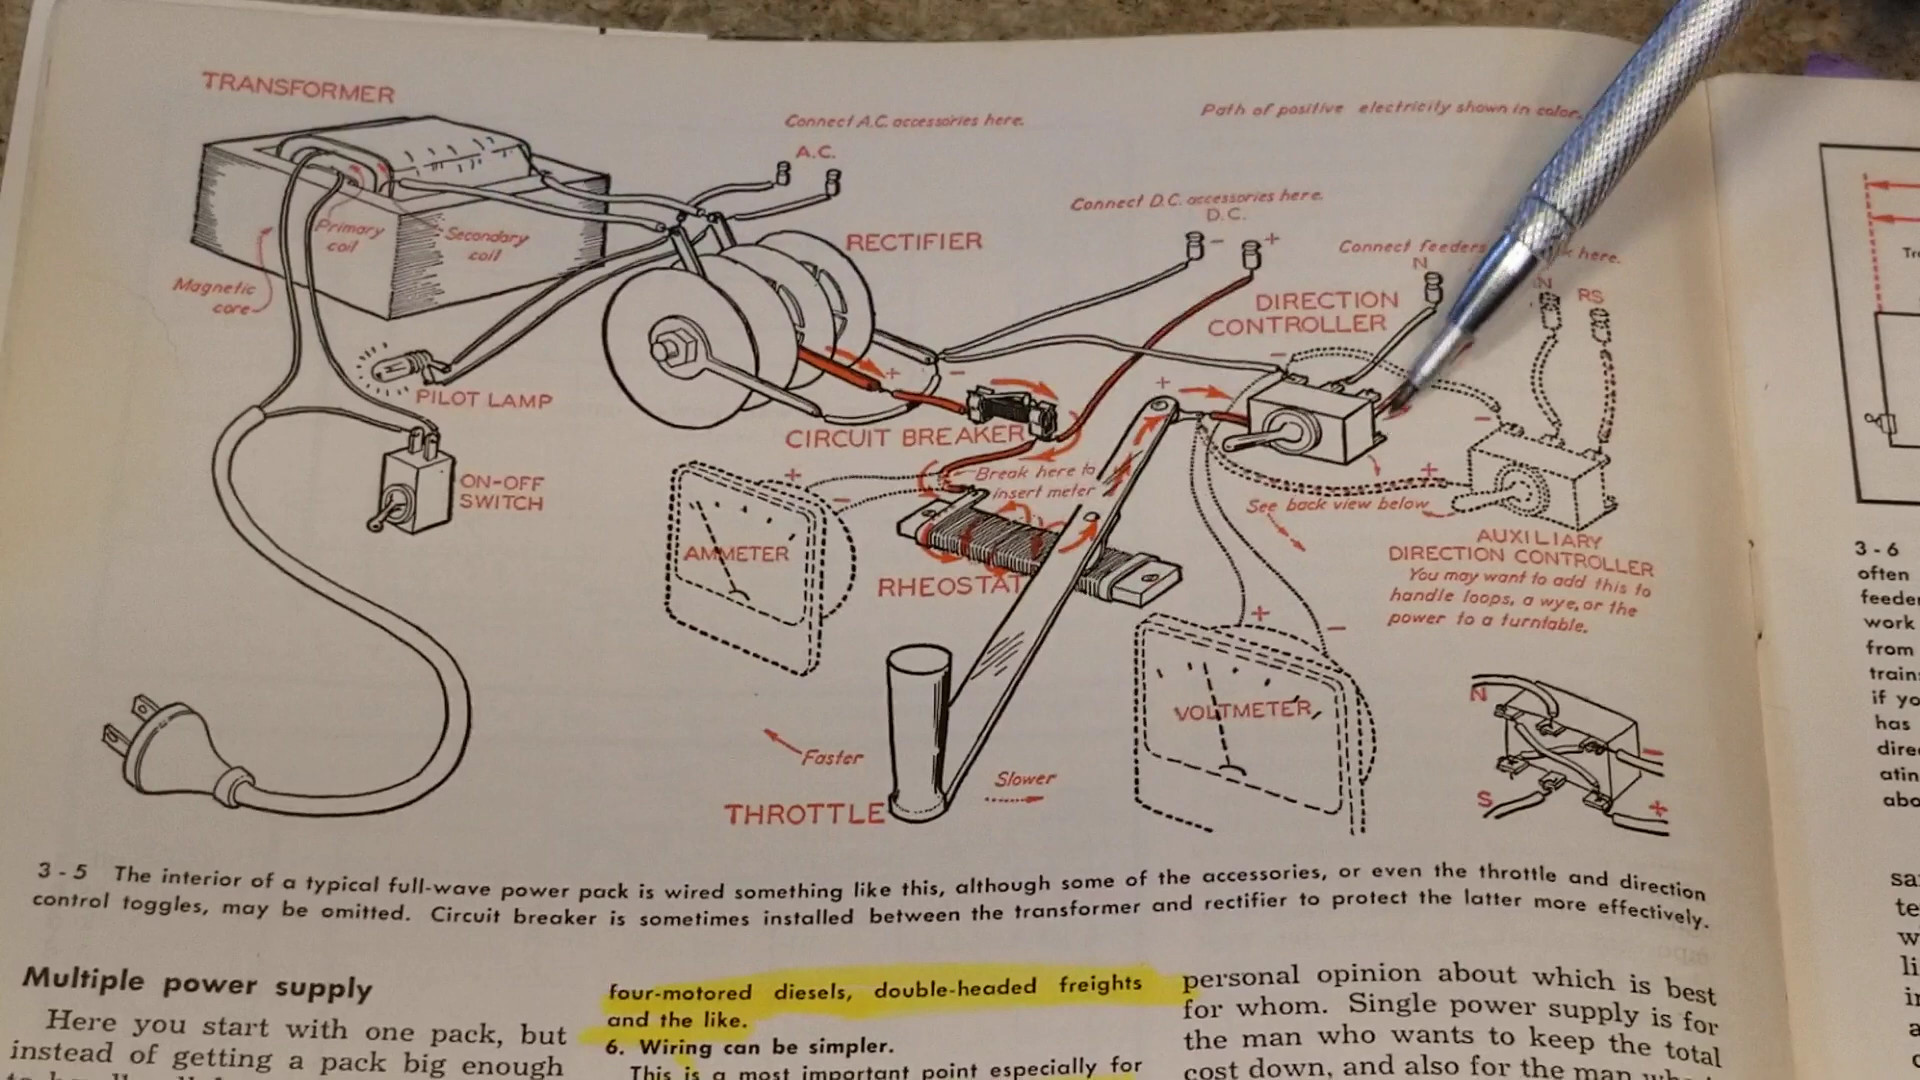 TRANSFORMER
Connect A.C. accessories here.
A.C.
Path of positive electricity shown in color.
Connect D.C. accessories here.
D.C.
- +
Connect feeders here.
N
N
RS
Primary
coil
Secondary
coil
Magnetic
core
RECTIFIER
DIRECTION
CONTROLLER
PILOT LAMP
+ -
+
-
CIRCUIT BREAKER
ON-OFF
SWITCH
Break here to
insert meter
+
-
AMMETER
RHEOSTAT
-
+
See back view below
AUXILIARY
DIRECTION CONTROLLER
You may want to add this to
handle loops, a wye, or the
power to a turntable.
+
-
VOLTMETER
Faster
Slower
THROTTLE
N
-
S
+
3-5 The interior of a typical full-wave power pack is wired something like this, although some of the accessories, or even the throttle and direction
control toggles, may be omitted. Circuit breaker is sometimes installed between the transformer and rectifier to protect the latter more effectively.
Multiple power supply
Here you start with one pack, but
instead of getting a pack big enough
four-motored diesels, double-headed freights
and the like.
6. Wiring can be simpler.
This is a most important point especially for
personal opinion about which is best
for whom. Single power supply is for
the man who wants to keep the total
cost down, and also for the man
3-6
often
feeder
work
from
trains
if yo
has
direc
atin
abo